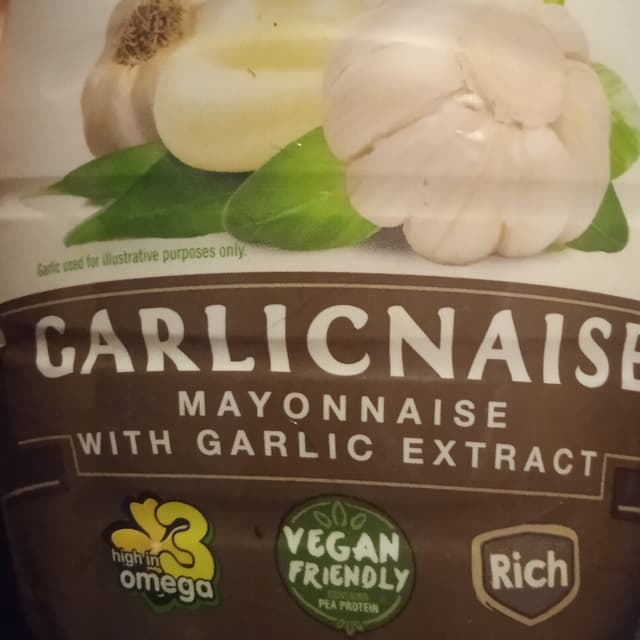 Garlic used for illustrative purposes only.
GARLICNAISE
MAYONNAISE
WITH GARLIC EXTRACT
high in
omega 3
VEGAN
FRIENDLY
CONTAINS
PEA PROTEIN
Rich